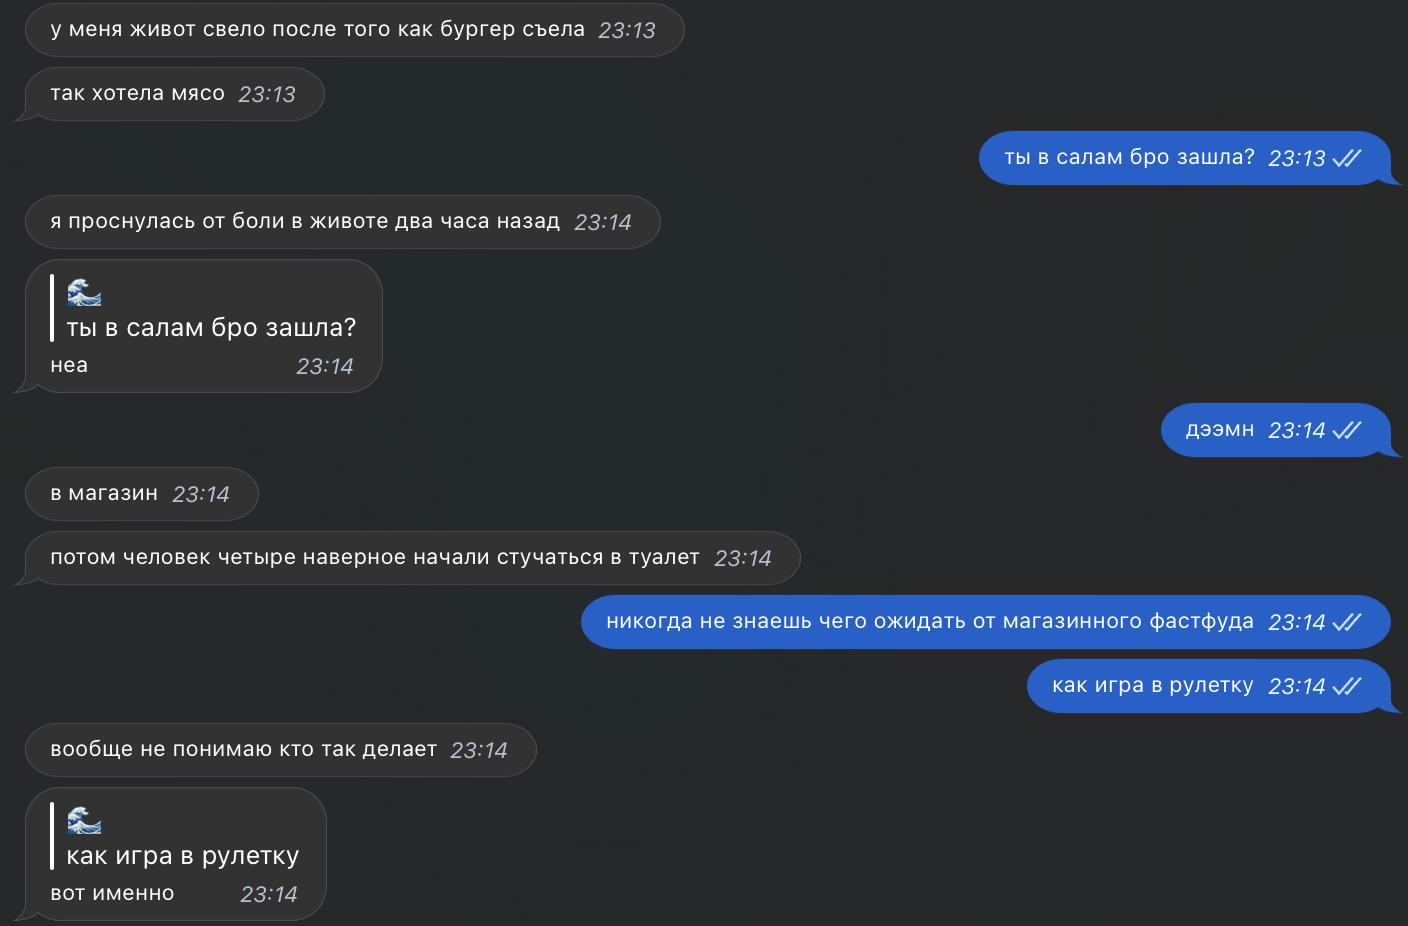 у меня живот свело после того как бургер съела 23:13
так хотела мясо 23:13
ты в салам бро зашла? 23:13
я проснулась от боли в животе два часа назад 23:14
🌊
ты в салам бро зашла?
неа 23:14
дээмн 23:14
в магазин 23:14
потом человек четыре наверное начали стучаться в туалет 23:14
никогда не знаешь чего ожидать от магазинного фастфуда 23:14
как игра в рулетку 23:14
вообще не понимаю кто так делает 23:14
🌊
как игра в рулетку
вот именно 23:14